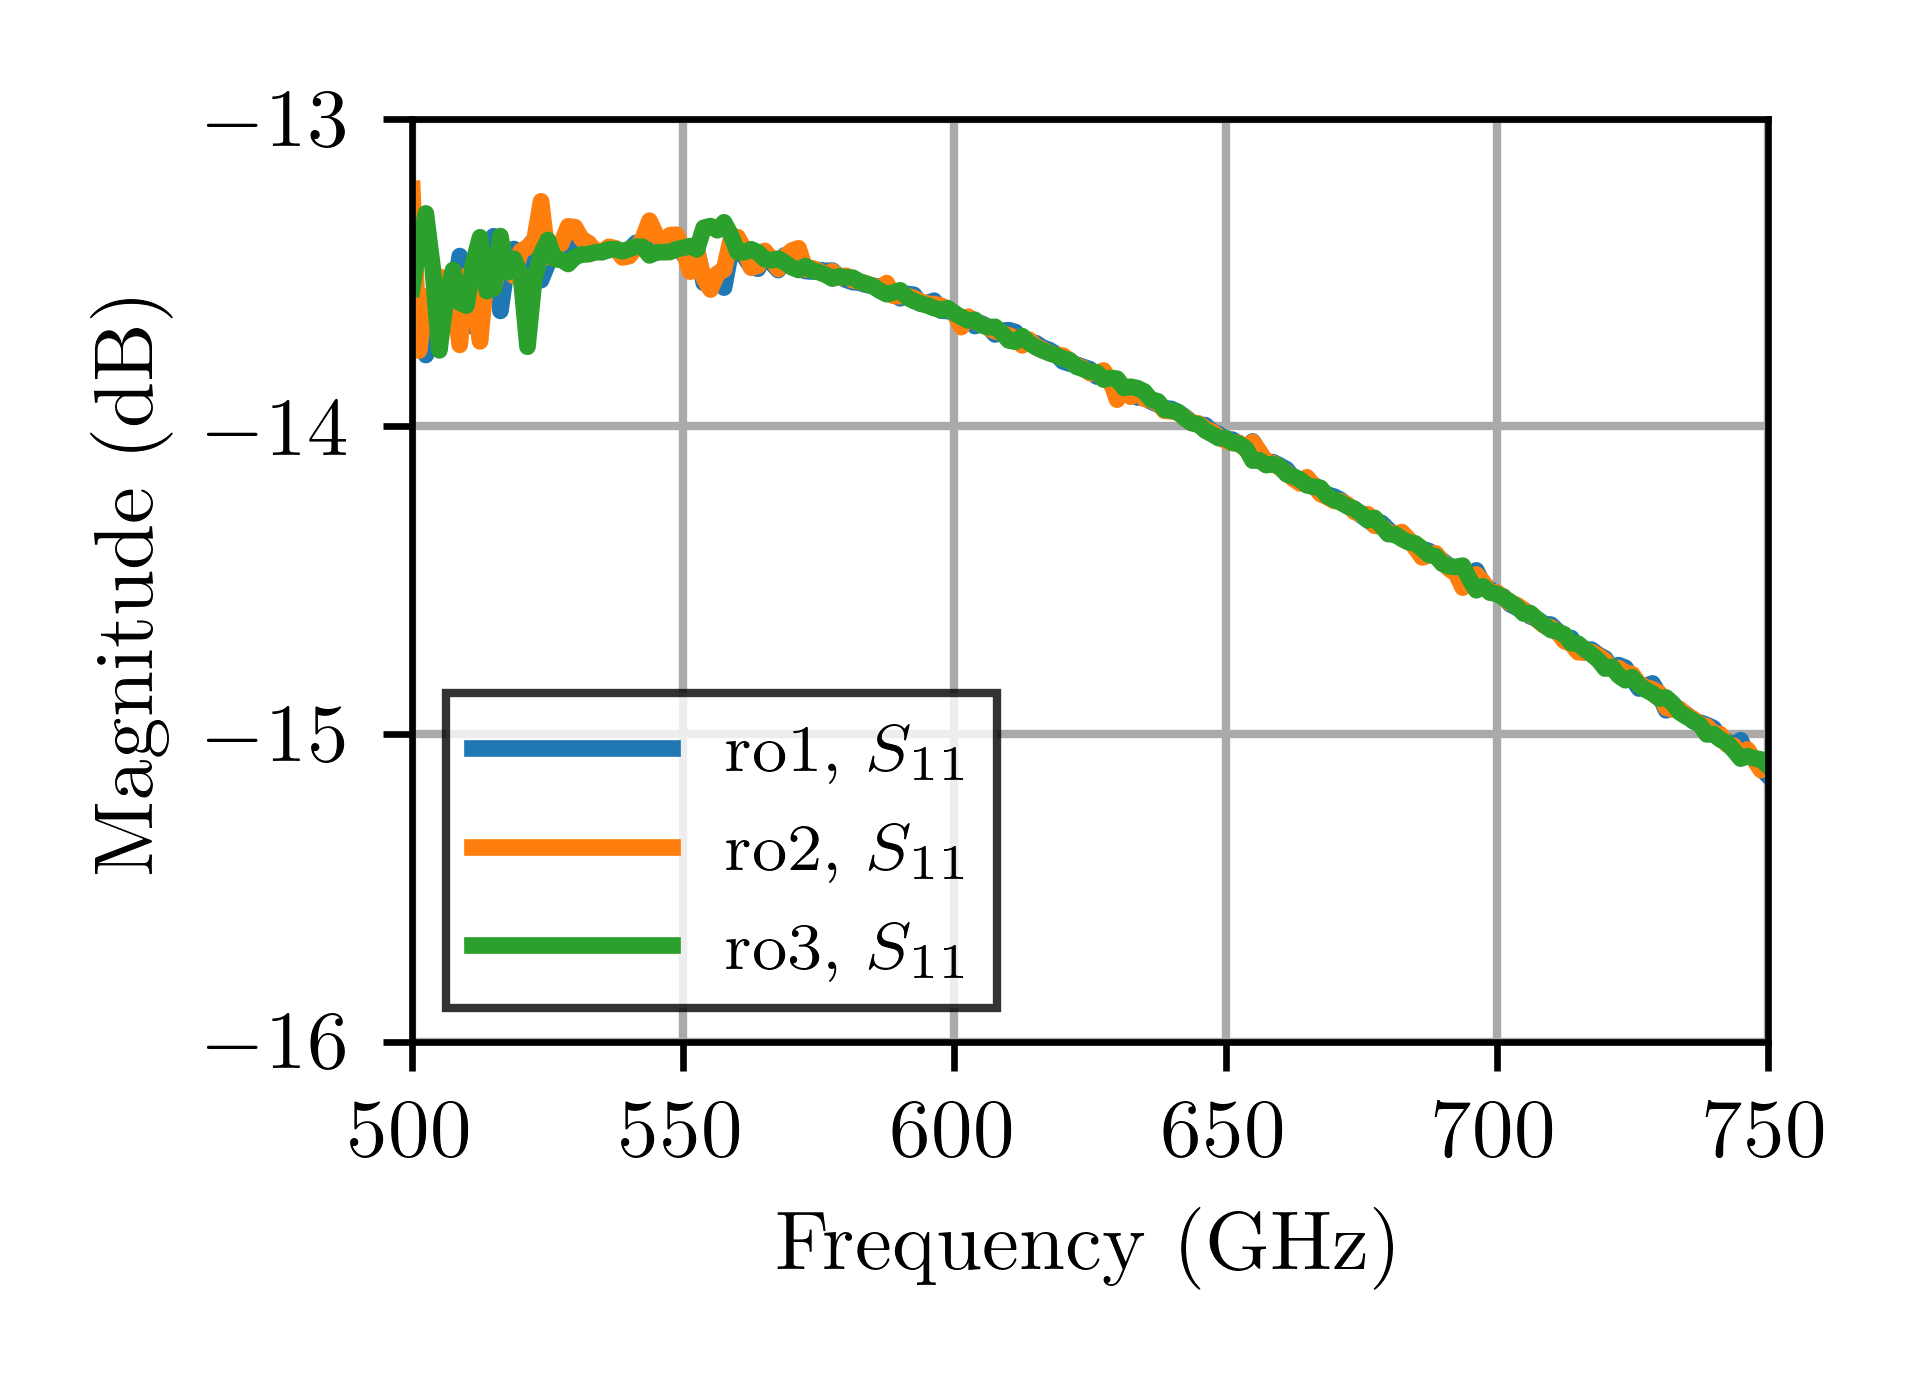 −13
−14
−15
−16
Magnitude (dB)
ro1, S₁₁
ro2, S₁₁
ro3, S₁₁
500 550 600 650 700 750
Frequency (GHz)